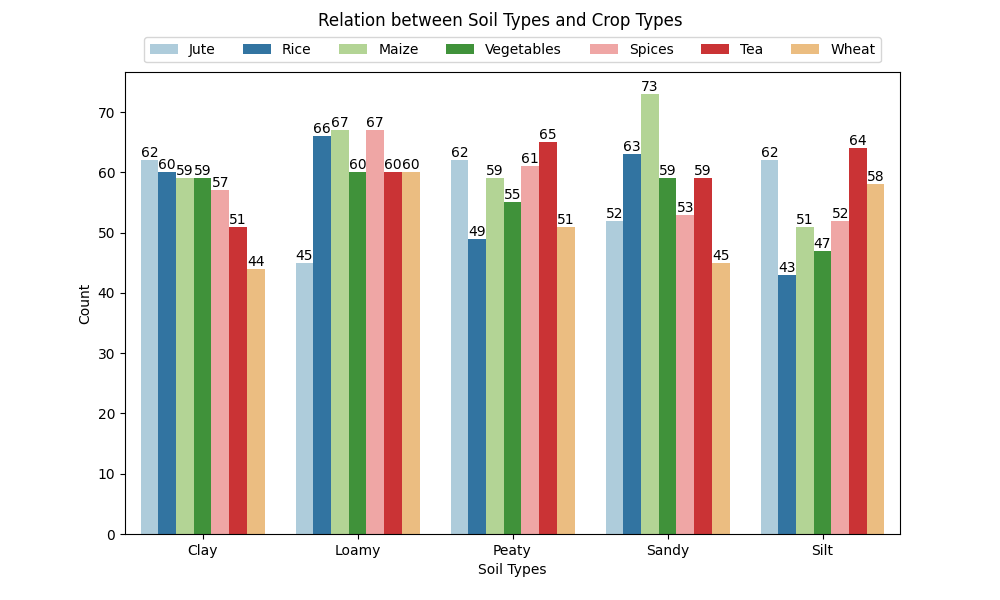 Relation between Soil Types and Crop Types
Jute Rice Maize Vegetables Spices Tea Wheat
Count
70
60
50
40
30
20
10
0
62 60 59 59 57 51 44
45 66 67 60 67 60 60
62 49 59 55 61 65 51
52 63 73 59 53 59 45
62 43 51 47 52 64 58
Clay Loamy Peaty Sandy Silt
Soil Types